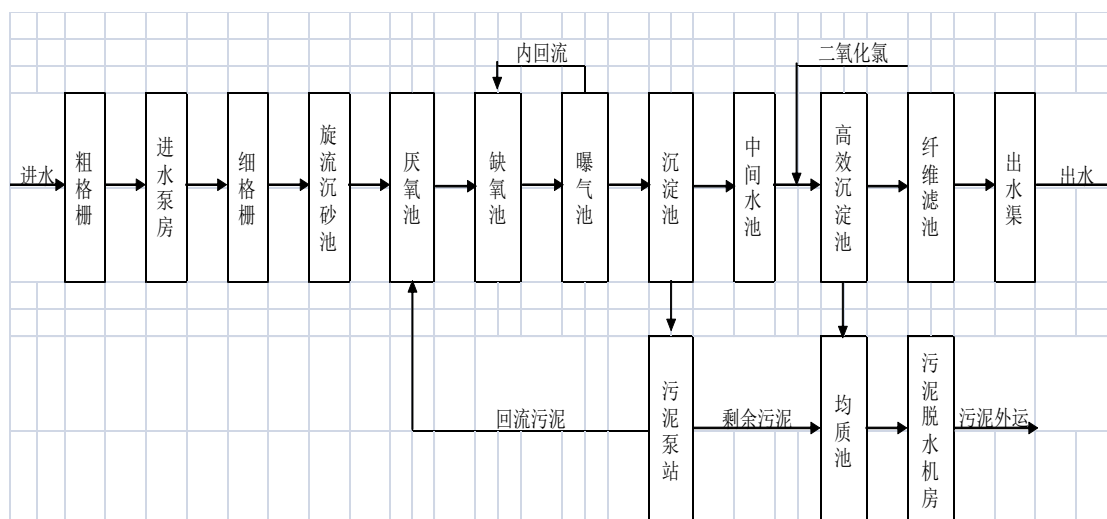 内回流
二氧化氯
进水
粗格栅
进水泵房
细格栅
旋流沉砂池
厌氧池
缺氧池
曝气池
沉淀池
中间水池
高效沉淀池
纤维滤池
出水渠
出水
回流污泥
污泥泵站
剩余污泥
均质池
污泥脱水机房
污泥外运